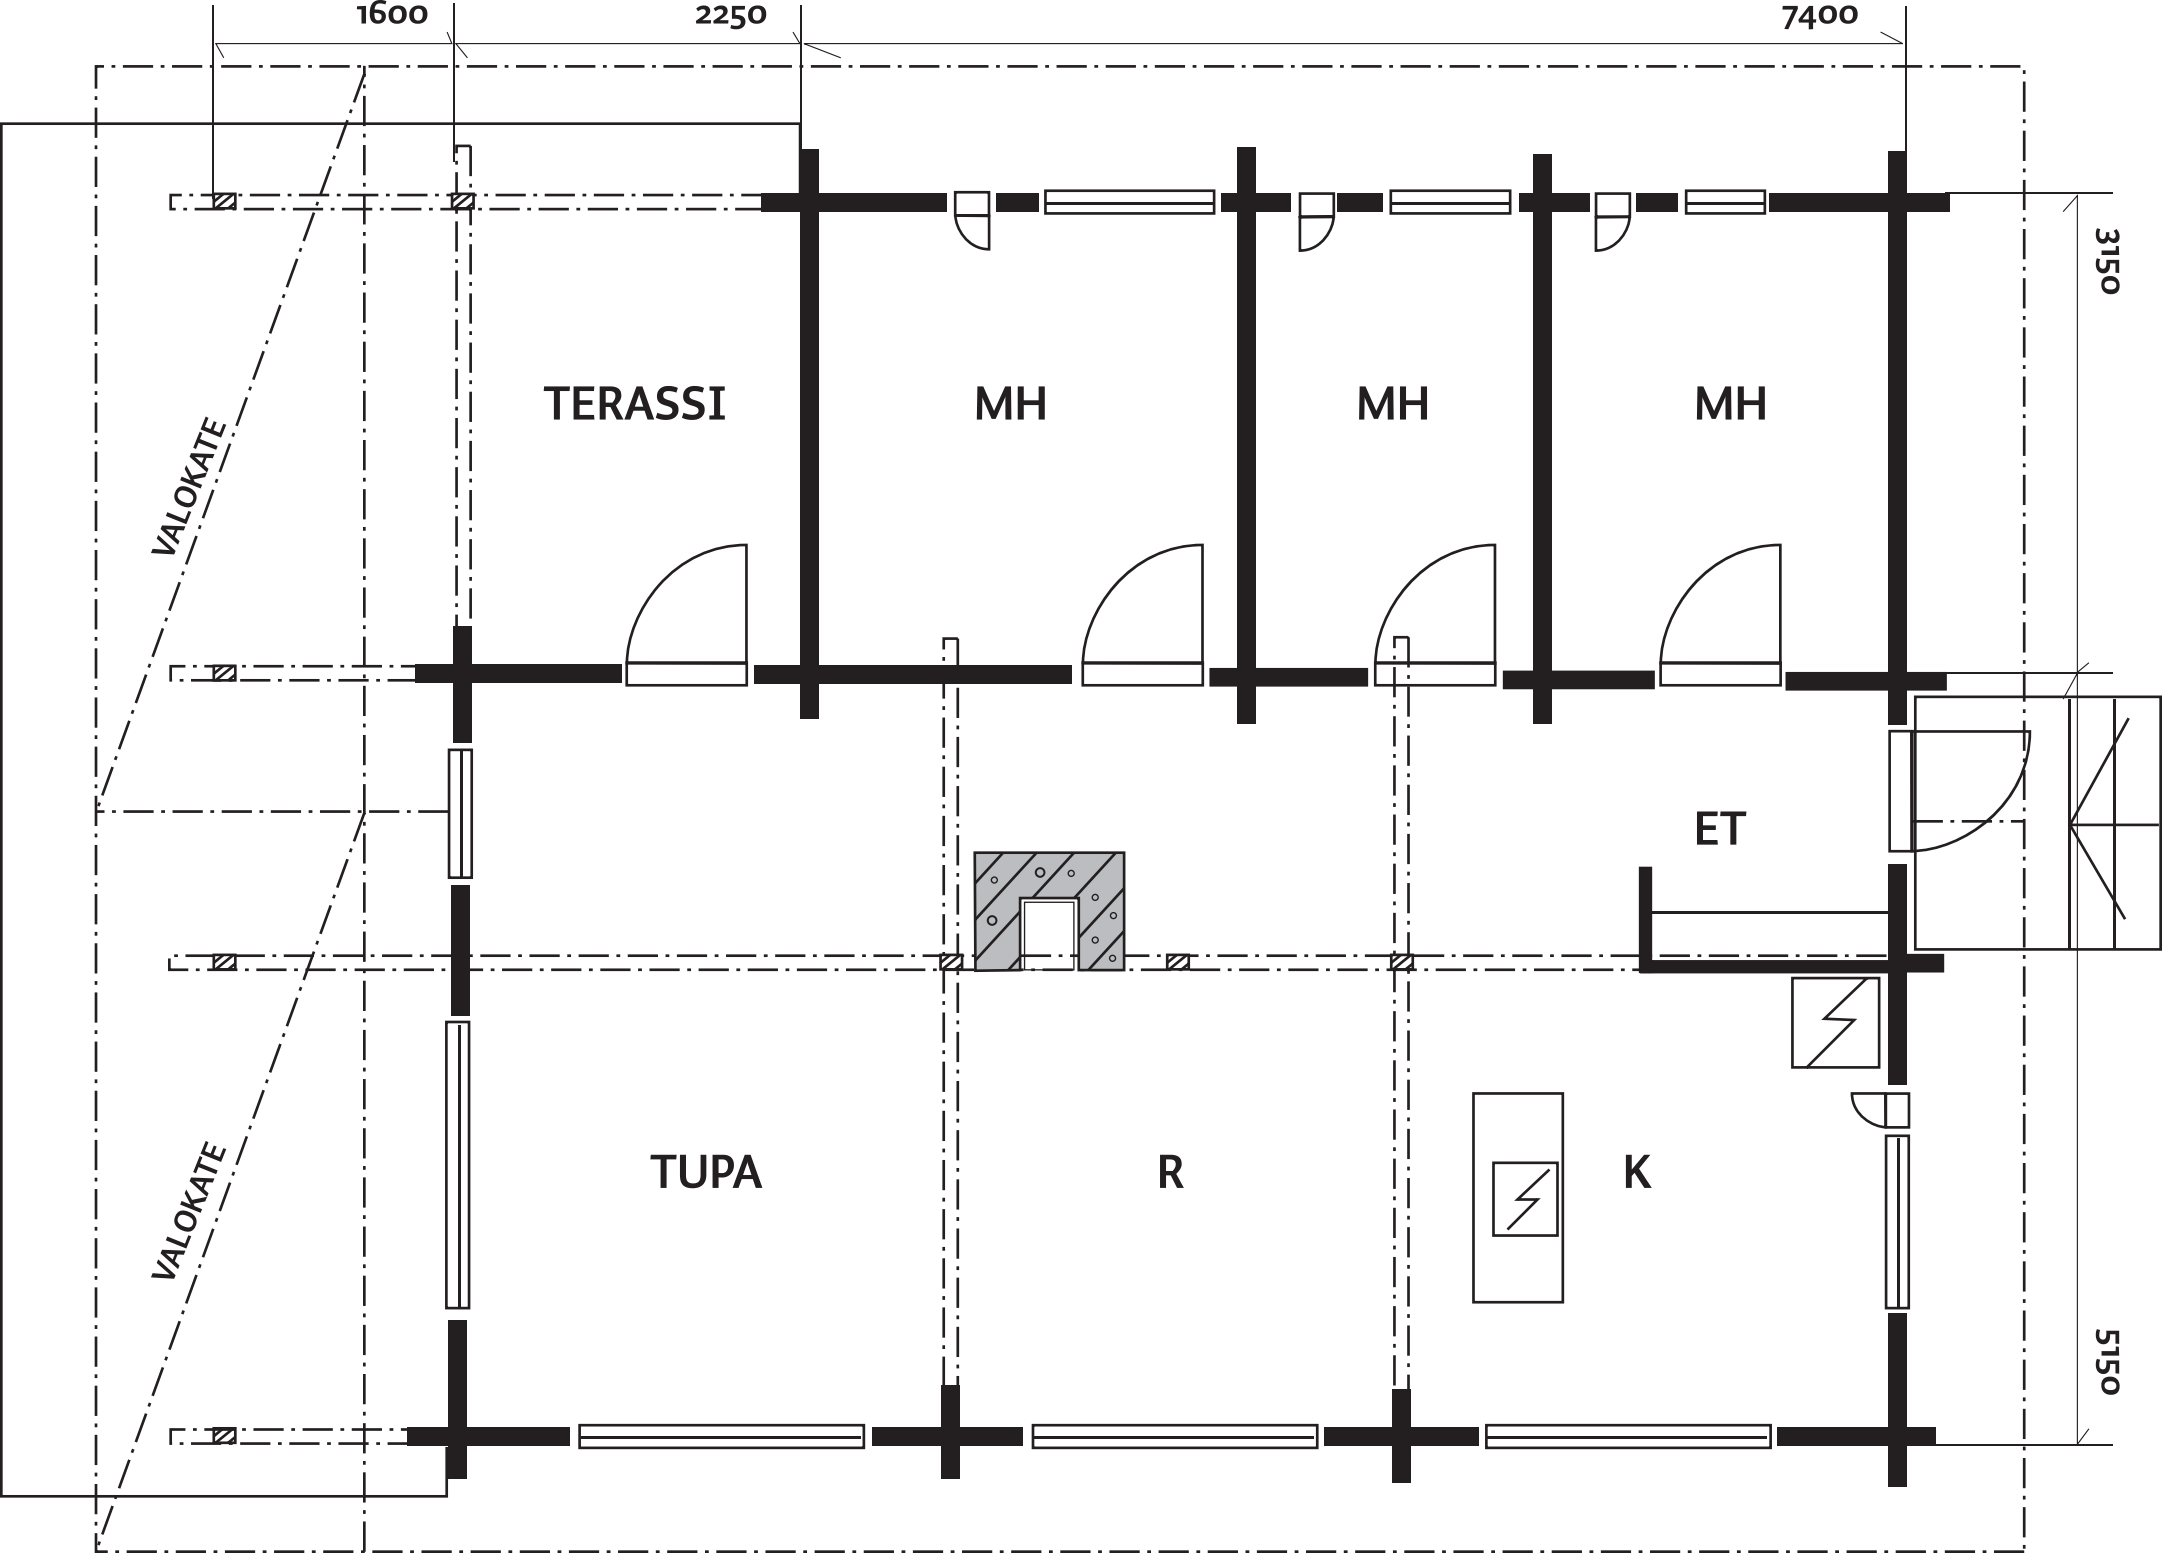 1600
2250
7400
3150
TERASSI
MH
MH
MH
VALOKATE
ET
VALOKATE
TUPA
R
K
5150